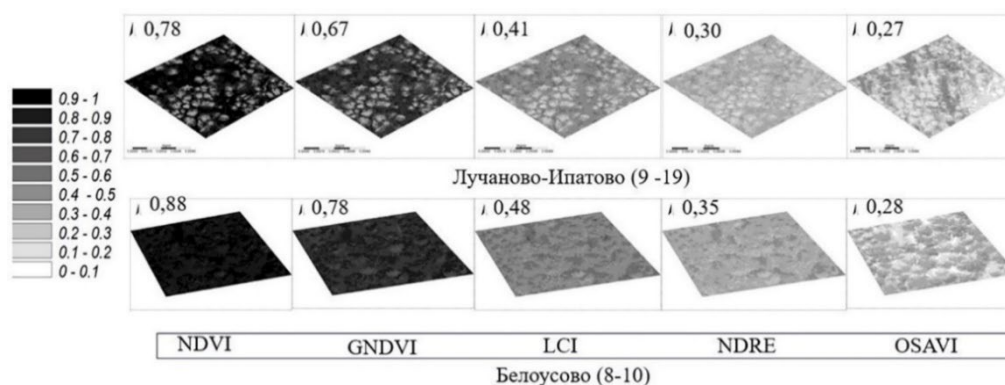 0,78 0,67 0,41 0,30 0,27
0.9 - 1
0.8 - 0.9
0.7 - 0.8
0.6 - 0.7
0.5 - 0.6
0.4 - 0.5
0.3 - 0.4
0.2 - 0.3
0.1 - 0.2
0 - 0.1
Лучаново-Ипатово (9 -19)
0,88 0,78 0,48 0,35 0,28
NDVI GNDVI LCI NDRE OSAVI
Белоусово (8-10)